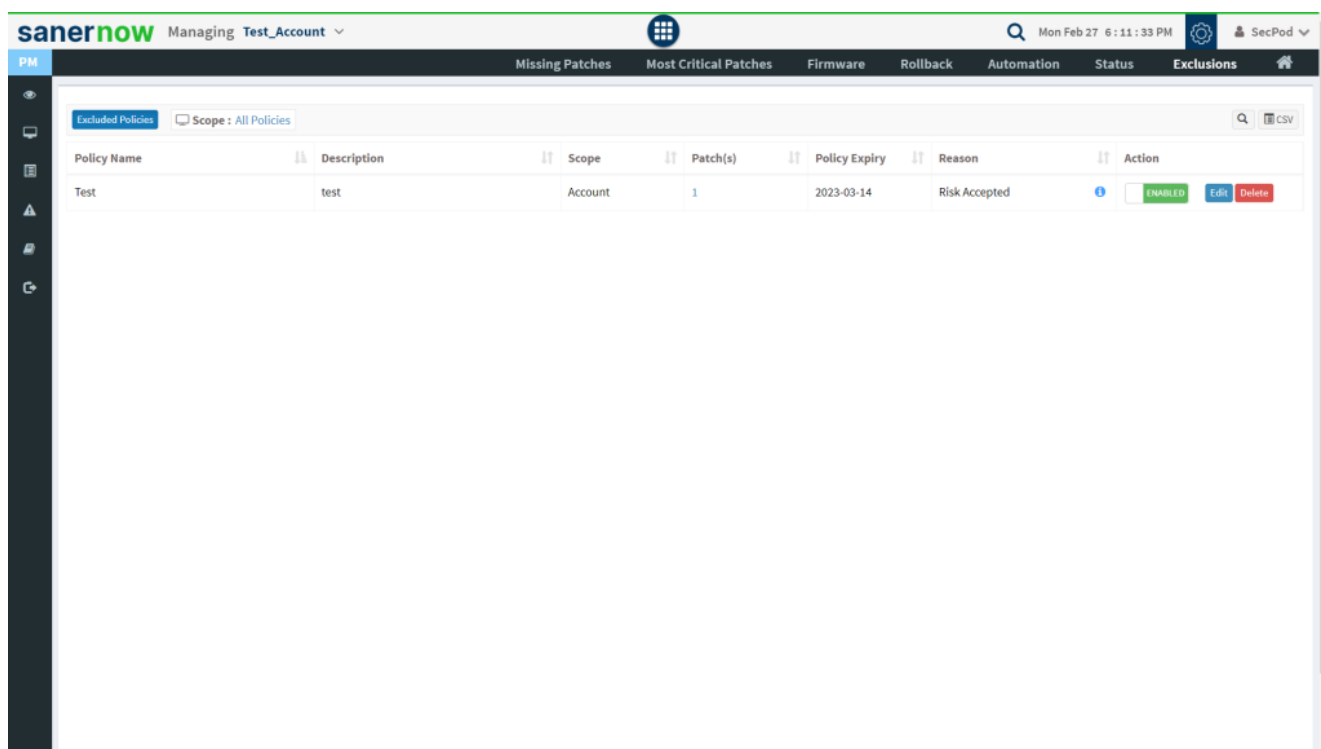 sanernow Managing Test_Account Mon Feb 27 6 : 11 : 33 PM SecPod
PM Missing Patches Most Critical Patches Firmware Rollback Automation Status Exclusions
Excluded Policies Scope : All Policies CSV
Policy Name Description Scope Patch(s) Policy Expiry Reason Action
Test test Account 1 2023-03-14 Risk Accepted ENABLED Edit Delete